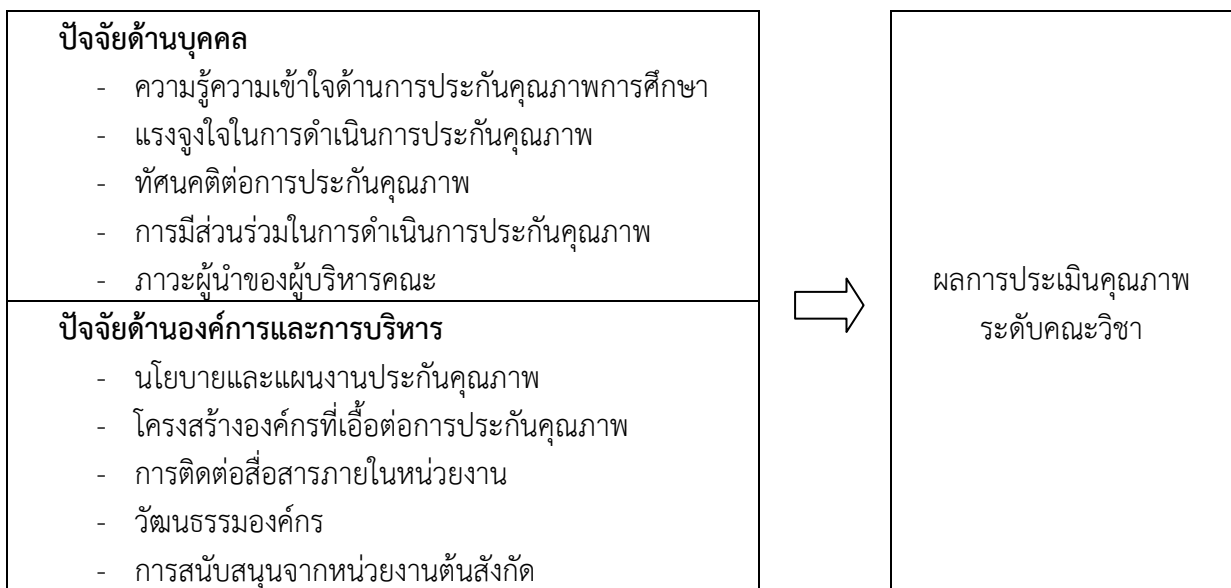 ปัจจัยด้านบุคคล
- ความรู้ความเข้าใจด้านการประกันคุณภาพการศึกษา
- แรงจูงใจในการดำเนินการประกันคุณภาพ
- ทัศนคติต่อการประกันคุณภาพ
- การมีส่วนร่วมในการดำเนินการประกันคุณภาพ
- ภาวะผู้นำของผู้บริหารคณะ
ปัจจัยด้านองค์การและการบริหาร
- นโยบายและแผนงานประกันคุณภาพ
- โครงสร้างองค์กรที่เอื้อต่อการประกันคุณภาพ
- การติดต่อสื่อสารภายในหน่วยงาน
- วัฒนธรรมองค์กร
- การสนับสนุนจากหน่วยงานต้นสังกัด
ผลการประเมินคุณภาพ
ระดับคณะวิชา